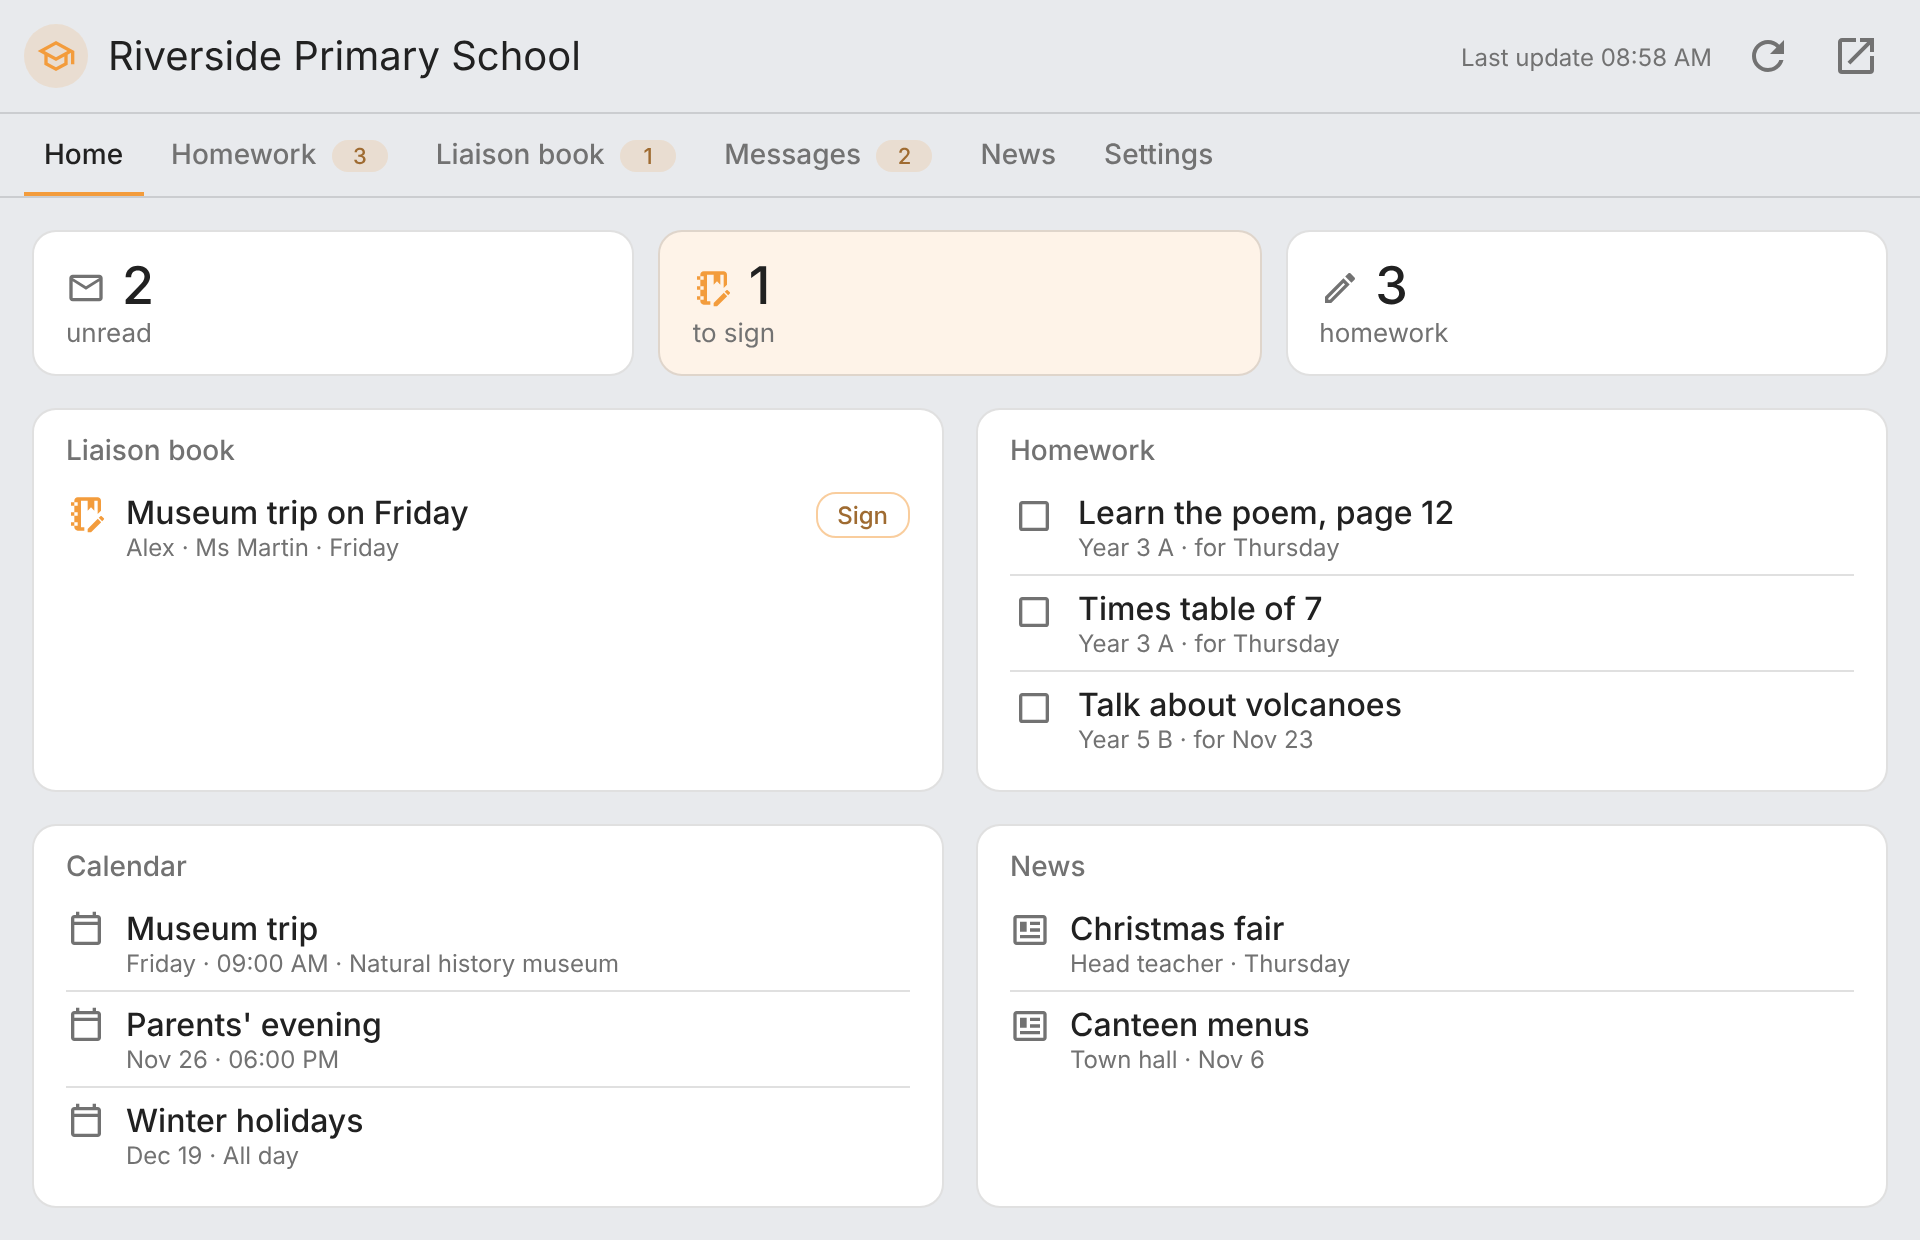 Riverside Primary School
Last update 08:58 AM
Home
Homework 3
Liaison book 1
Messages 2
News
Settings
2
unread
1
to sign
3
homework
Liaison book
Museum trip on Friday
Alex · Ms Martin · Friday
Sign
Homework
Learn the poem, page 12
Year 3 A · for Thursday
Times table of 7
Year 3 A · for Thursday
Talk about volcanoes
Year 5 B · for Nov 23
Calendar
Museum trip
Friday · 09:00 AM · Natural history museum
Parents' evening
Nov 26 · 06:00 PM
Winter holidays
Dec 19 · All day
News
Christmas fair
Head teacher · Thursday
Canteen menus
Town hall · Nov 6